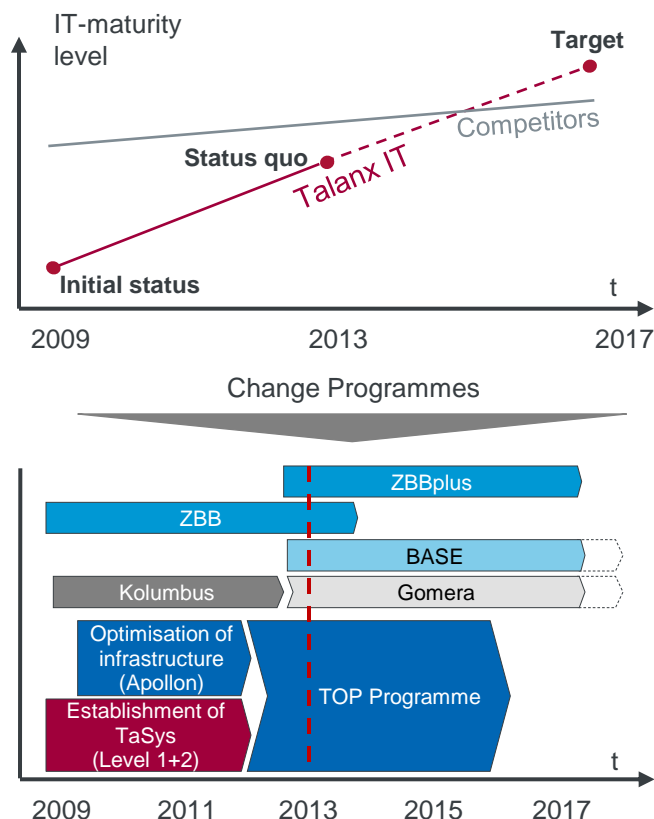 IT-maturity
level
Target
Competitors
Status quo
Talanx IT
Initial status
t
2009
2013
2017
Change Programmes
ZBBplus
ZBB
BASE
Kolumbus
Gomera
Optimisation of
infrastructure
(Apollon)
TOP Programme
Establishment of
TaSys
(Level 1+2)
t
2009
2011
2013
2015
2017